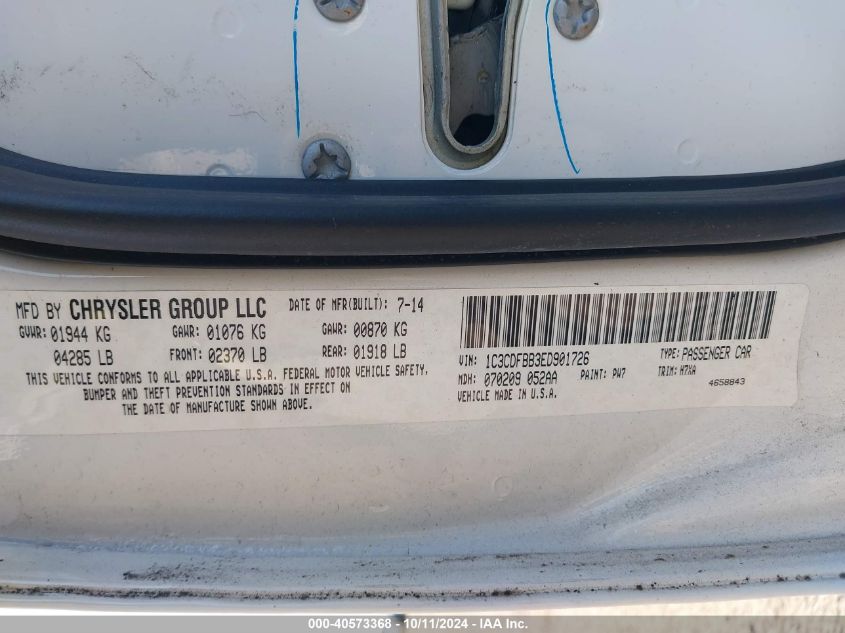 MFD BY CHRYSLER GROUP LLC DATE OF MFR(BUILT): 7-14
GVWR: 01944 KG GAWR: 01076 KG GAWR: 00870 KG
04285 LB FRONT: 02370 LB REAR: 01918 LB
THIS VEHICLE CONFORMS TO ALL APPLICABLE U.S.A. FEDERAL MOTOR VEHICLE SAFETY,
BUMPER AND THEFT PREVENTION STANDARDS IN EFFECT ON
THE DATE OF MANUFACTURE SHOWN ABOVE.
VIN: 1C3CDFBB3ED901726 TYPE: PASSENGER CAR
MDH: 070209 052AA PAINT: PW7 TRIM: H7XA
VEHICLE MADE IN U.S.A. 4658843
000-40573368 - 10/11/2024 - IAA Inc.